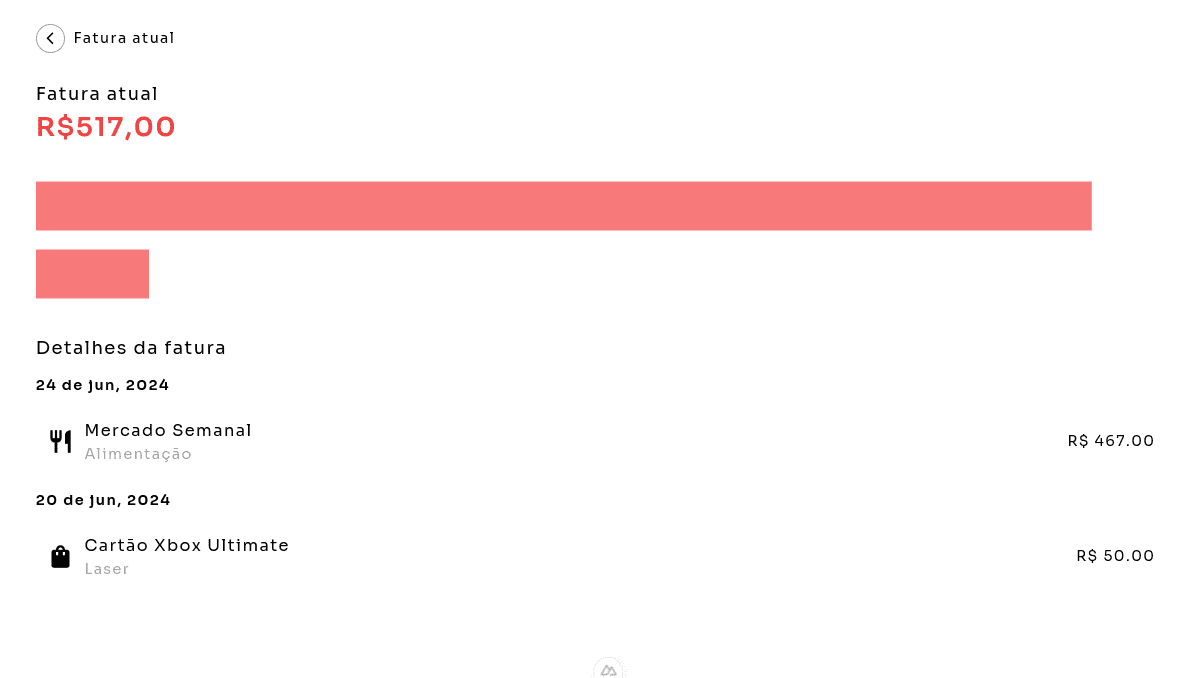 Fatura atual
Fatura atual
R$517,00
Detalhes da fatura
24 de jun, 2024
Mercado Semanal
Alimentação
R$ 467.00
20 de jun, 2024
Cartão Xbox Ultimate
Laser
R$ 50.00